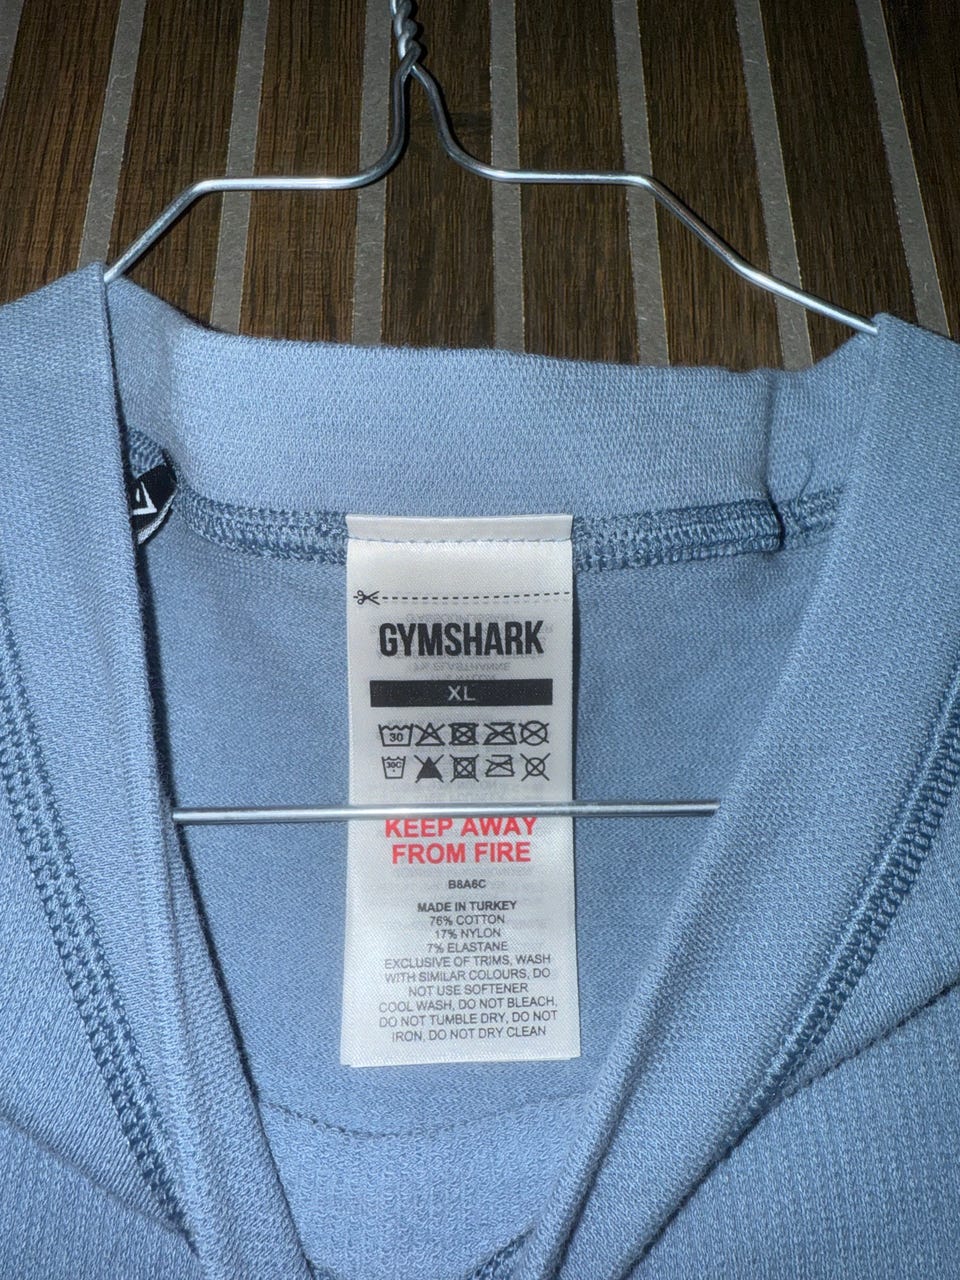 GYMSHARK
XL
30
30C
KEEP AWAY
FROM FIRE
B8A6C
MADE IN TURKEY
76% COTTON
17% NYLON
7% ELASTANE
EXCLUSIVE OF TRIMS, WASH
WITH SIMILAR COLOURS, DO
NOT USE SOFTENER
COOL WASH, DO NOT BLEACH,
DO NOT TUMBLE DRY, DO NOT
IRON, DO NOT DRY CLEAN